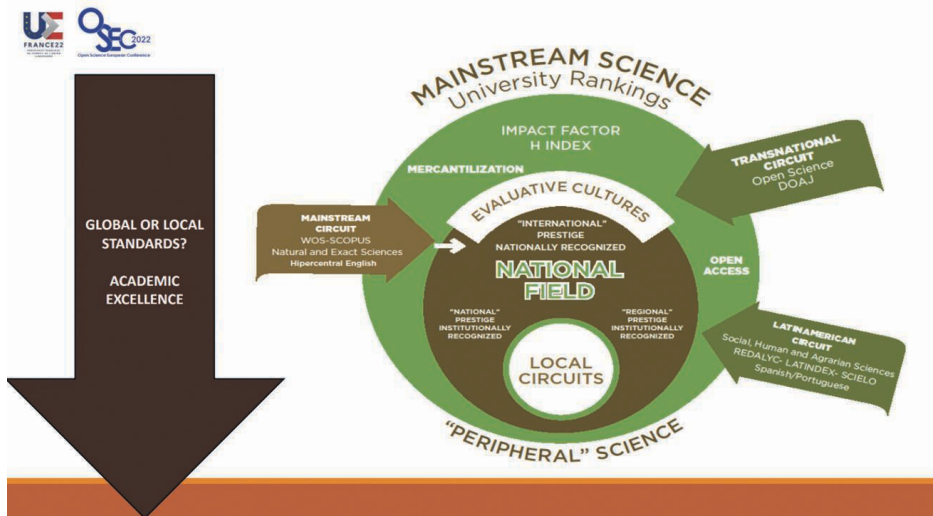 UE
FRANCE22
OSEC 2022
Open Science European Conference
GLOBAL OR LOCAL
STANDARDS?
ACADEMIC
EXCELLENCE
MAINSTREAM SCIENCE
University Rankings
IMPACT FACTOR
H INDEX
MERCANTILIZATION
EVALUATIVE CULTURES
MAINSTREAM
CIRCUIT
WOS-SCOPUS
Natural and Exact Sciences
Hipercentral English
TRANSNATIONAL
CIRCUIT
Open Science
DOAJ
"INTERNATIONAL"
PRESTIGE
NATIONALLY RECOGNIZED
NATIONAL
FIELD
OPEN
ACCESS
"NATIONAL"
PRESTIGE
INSTITUTIONALLY
RECOGNIZED
"REGIONAL"
PRESTIGE
INSTITUTIONALLY
RECOGNIZED
LOCAL
CIRCUITS
LATINAMERICAN
CIRCUIT
Social, Human and Agrarian Sciences
REDALYC- LATINDEX- SCIELO
Spanish/Portuguese
"PERIPHERAL" SCIENCE